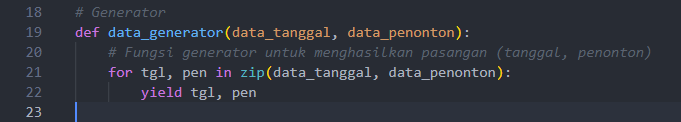 18 # Generator
19 def data_generator(data_tanggal, data_penonton):
20     # Fungsi generator untuk menghasilkan pasangan (tanggal, penonton)
21     for tgl, pen in zip(data_tanggal, data_penonton):
22         yield tgl, pen
23